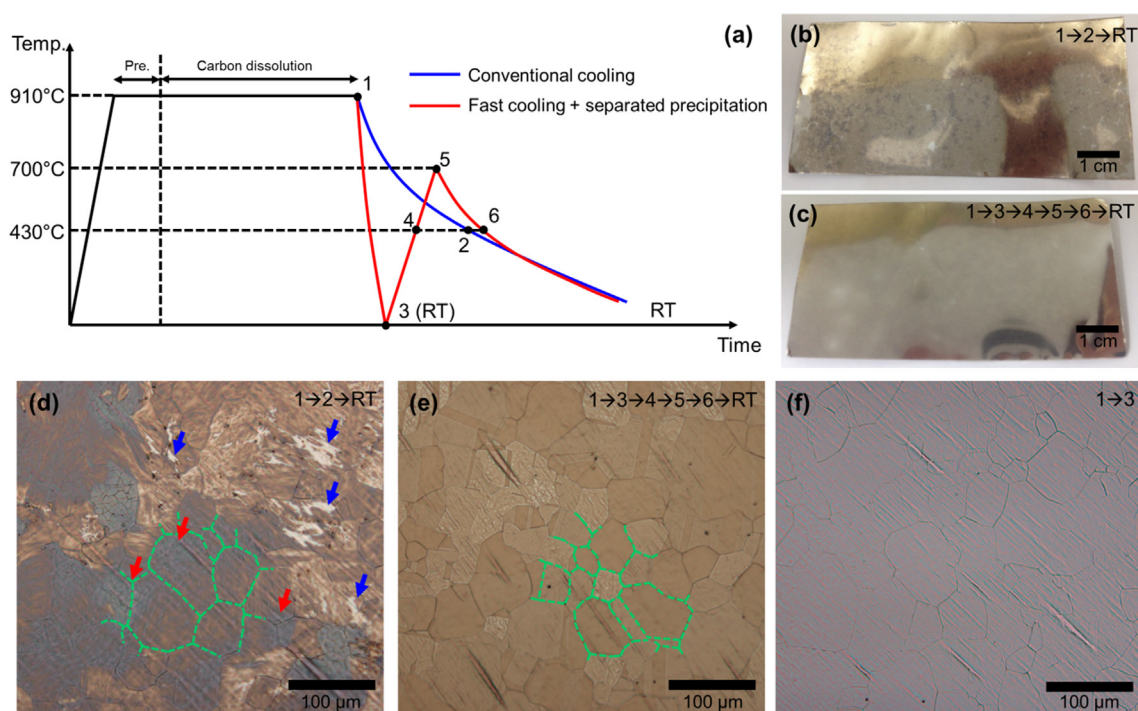 (a)
Temp.
Pre.
Carbon dissolution
Conventional cooling
Fast cooling + separated precipitation
910°C
700°C
430°C
1
5
4
6
2
3 (RT)
RT
Time
(b)
1→2→RT
1 cm
(c)
1→3→4→5→6→RT
1 cm
(d)
1→2→RT
100 μm
(e)
1→3→4→5→6→RT
100 μm
(f)
1→3
100 μm